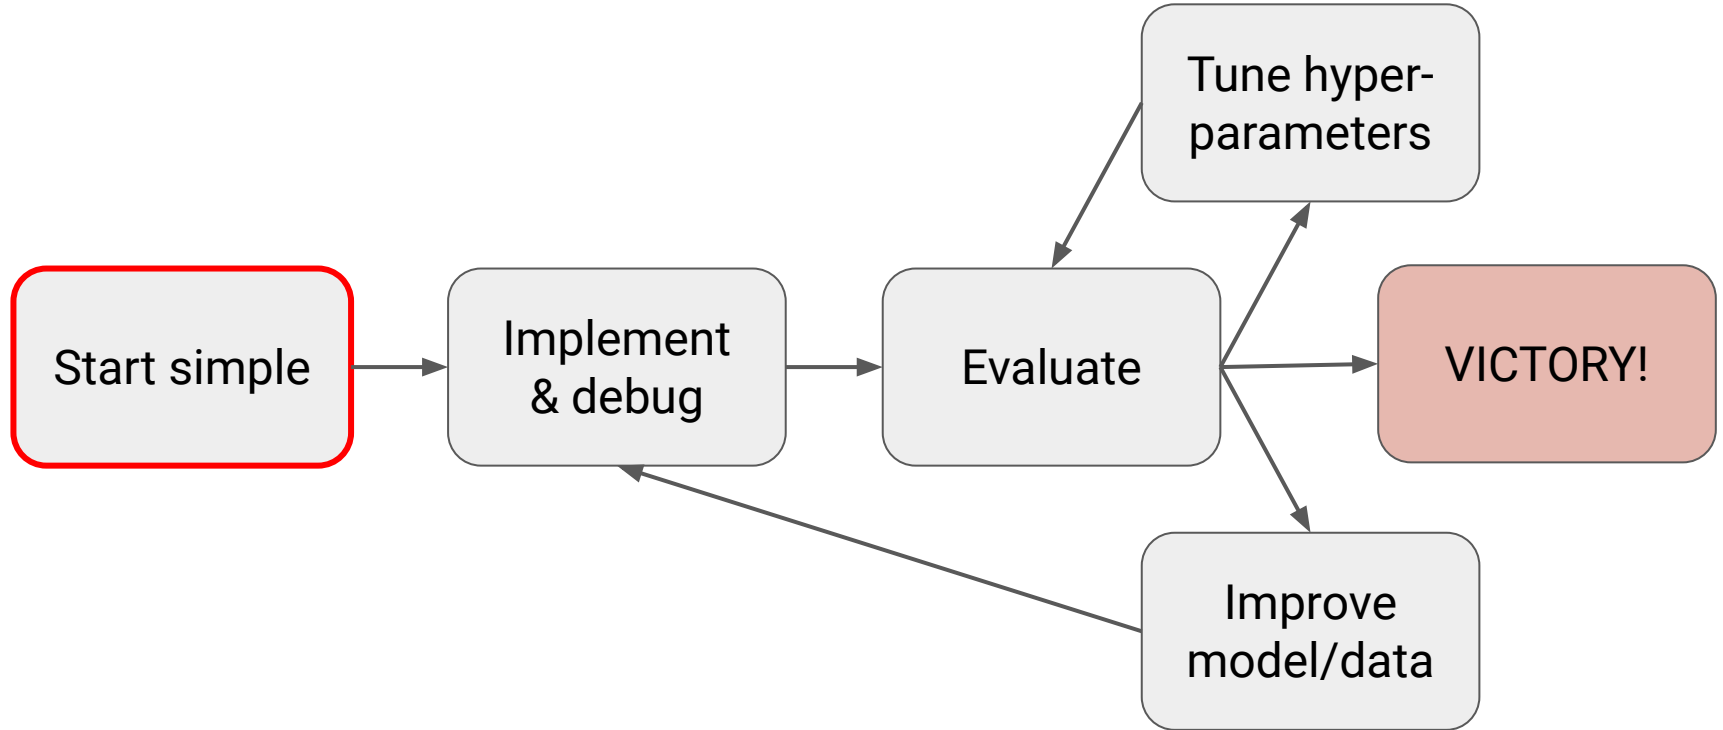 Start simple
Implement
& debug
Evaluate
Tune hyper-
parameters
VICTORY!
Improve
model/data